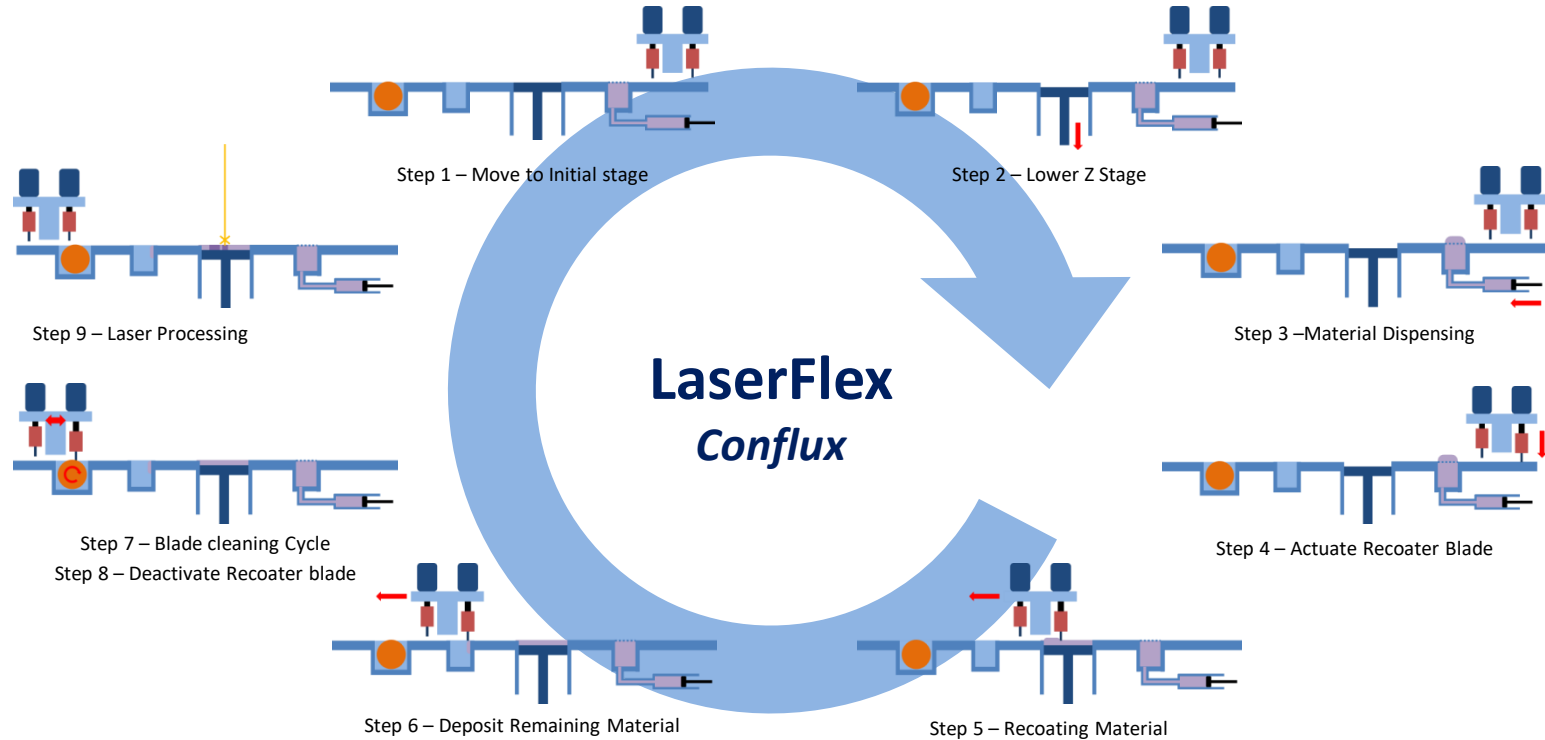 Step 1 – Move to Initial stage
Step 2 – Lower Z Stage
Step 3 –Material Dispensing
Step 4 – Actuate Recoater Blade
Step 5 – Recoating Material
Step 6 – Deposit Remaining Material
Step 7 – Blade cleaning Cycle
Step 8 – Deactivate Recoater blade
Step 9 – Laser Processing
LaserFlex
Conflux